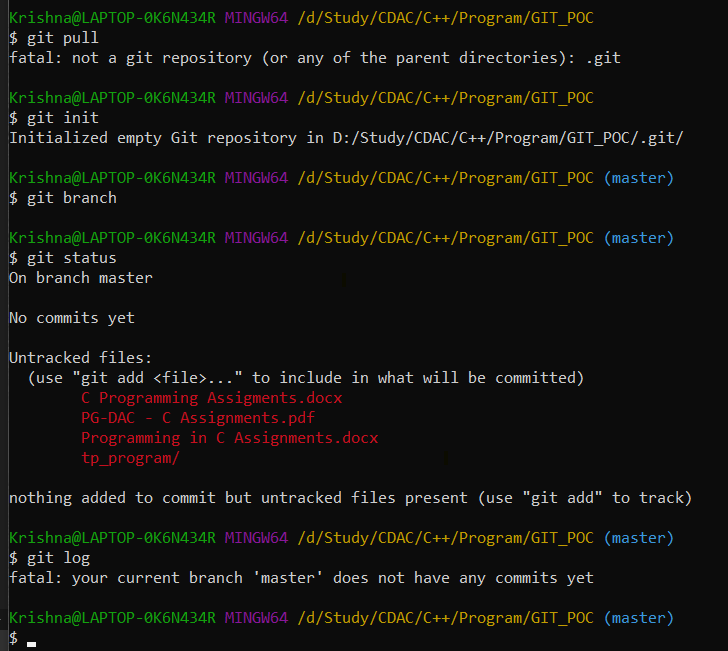 Krishna@LAPTOP-0K6N434R MINGW64 /d/Study/CDAC/C++/Program/GIT_POC
$ git pull
fatal: not a git repository (or any of the parent directories): .git
Krishna@LAPTOP-0K6N434R MINGW64 /d/Study/CDAC/C++/Program/GIT_POC
$ git init
Initialized empty Git repository in D:/Study/CDAC/C++/Program/GIT_POC/.git/
Krishna@LAPTOP-0K6N434R MINGW64 /d/Study/CDAC/C++/Program/GIT_POC (master)
$ git branch
Krishna@LAPTOP-0K6N434R MINGW64 /d/Study/CDAC/C++/Program/GIT_POC (master)
$ git status
On branch master
No commits yet
Untracked files:
(use "git add <file>..." to include in what will be committed)
C Programming Assigments.docx
PG-DAC - C Assignments.pdf
Programming in C Assignments.docx
tp_program/
nothing added to commit but untracked files present (use "git add" to track)
Krishna@LAPTOP-0K6N434R MINGW64 /d/Study/CDAC/C++/Program/GIT_POC (master)
$ git log
fatal: your current branch 'master' does not have any commits yet
Krishna@LAPTOP-0K6N434R MINGW64 /d/Study/CDAC/C++/Program/GIT_POC (master)
$